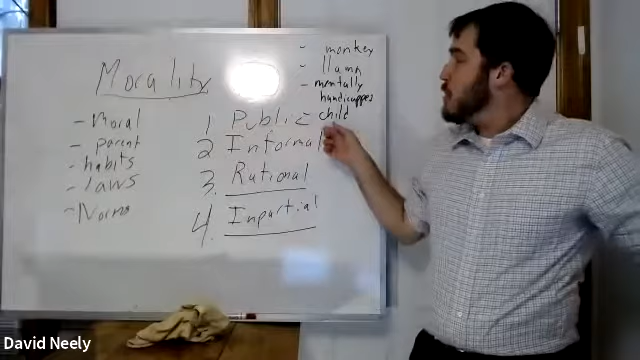 Morality
- Moral
- parent
- habits
- laws
- Norms
1 Public
2 Informal
3. Rational
4. Impartial
- monkey
- llama
- mentally
handicapped
- child
David Neely